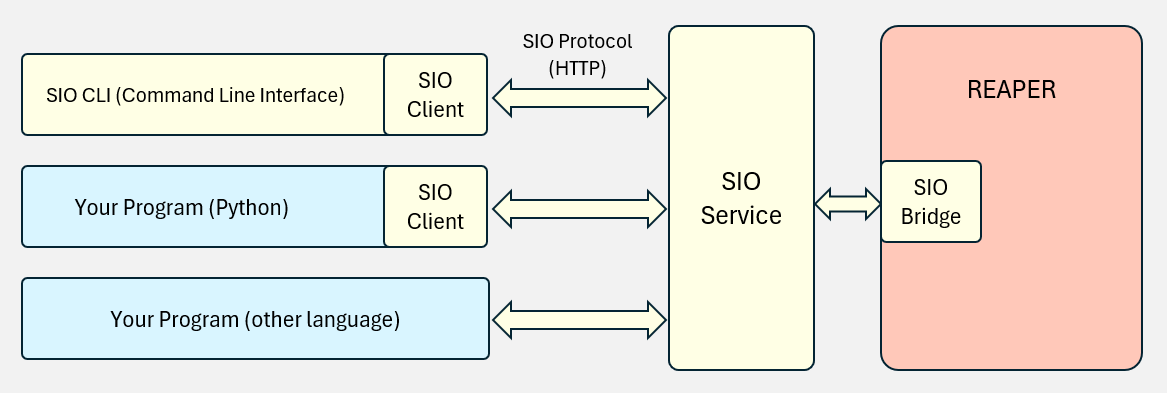 SIO Protocol
(HTTP)
SIO CLI (Command Line Interface)
SIO
Client
Your Program (Python)
SIO
Client
Your Program (other language)
SIO
Service
REAPER
SIO
Bridge